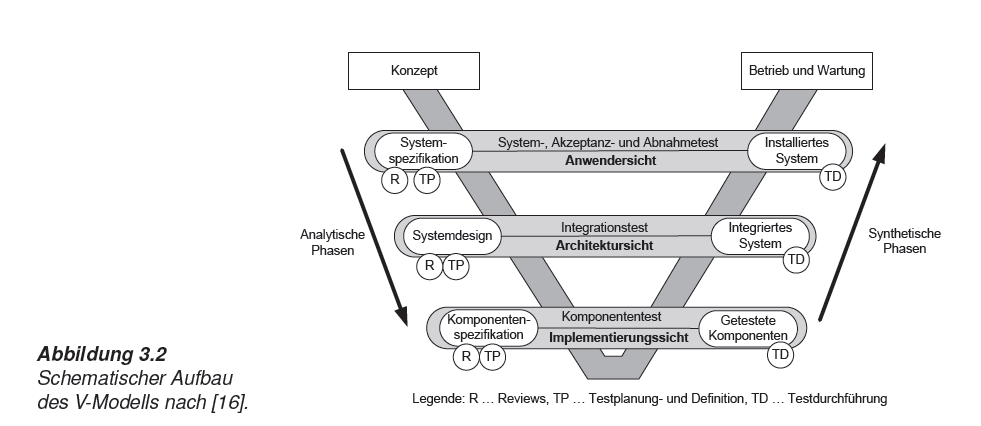 Konzept
Betrieb und Wartung
System-
spezifikation
System-, Akzeptanz- und Abnahmetest
Anwendersicht
Installiertes
System
R
TP
TD
Analytische
Phasen
Systemdesign
Integrationstest
Architektursicht
Integriertes
System
R
TP
TD
Synthetische
Phasen
Komponenten-
spezifikation
Komponententest
Implementierungssicht
Getestete
Komponenten
R
TP
TD
Abbildung 3.2
Schematischer Aufbau
des V-Modells nach [16].
Legende: R ... Reviews, TP ... Testplanung- und Definition, TD ... Testdurchführung